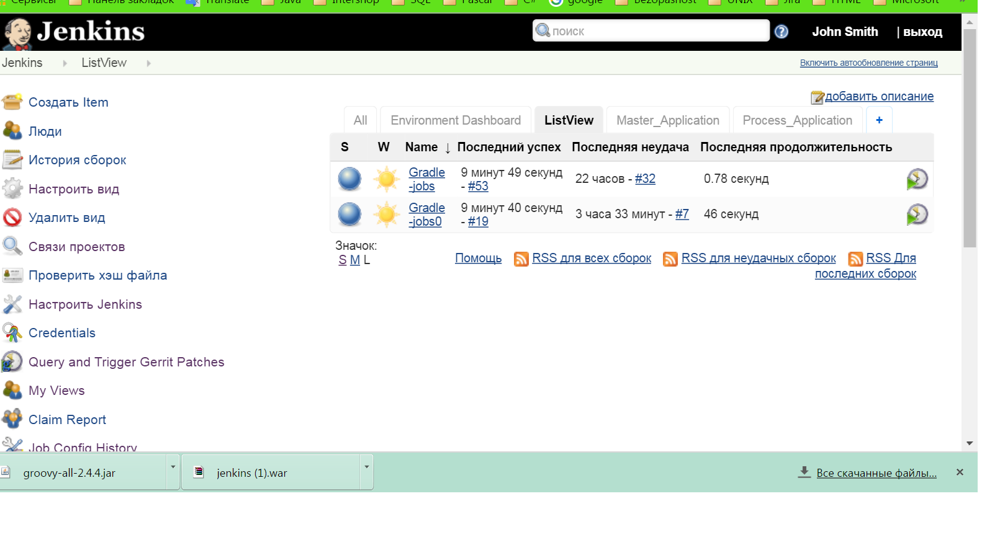 Сервисы Панель закладок Translate Java Intershop SQL Pascal C# google Bezopasnost UNIX Jira HTML Microsoft »
Jenkins
поиск
John Smith | выход
Jenkins ListView
Включить автообновление страниц
добавить описание
Создать Item
Люди
История сборок
Настроить вид
Удалить вид
Связи проектов
Проверить хэш файла
Настроить Jenkins
Credentials
Query and Trigger Gerrit Patches
My Views
Claim Report
Job Config History
All Environment Dashboard ListView Master_Application Process_Application +
S W Name ↓ Последний успех Последняя неудача Последняя продолжительность
Gradle 9 минут 49 секунд 22 часов - #32 0.78 секунд
-jobs - #53
Gradle 9 минут 40 секунд 3 часа 33 минут - #7 46 секунд
-jobs0 - #19
Значок:
S M L
Помощь RSS для всех сборок RSS для неудачных сборок RSS Для
последних сборок
groovy-all-2.4.4.jar jenkins (1).war Все скачанные файлы...